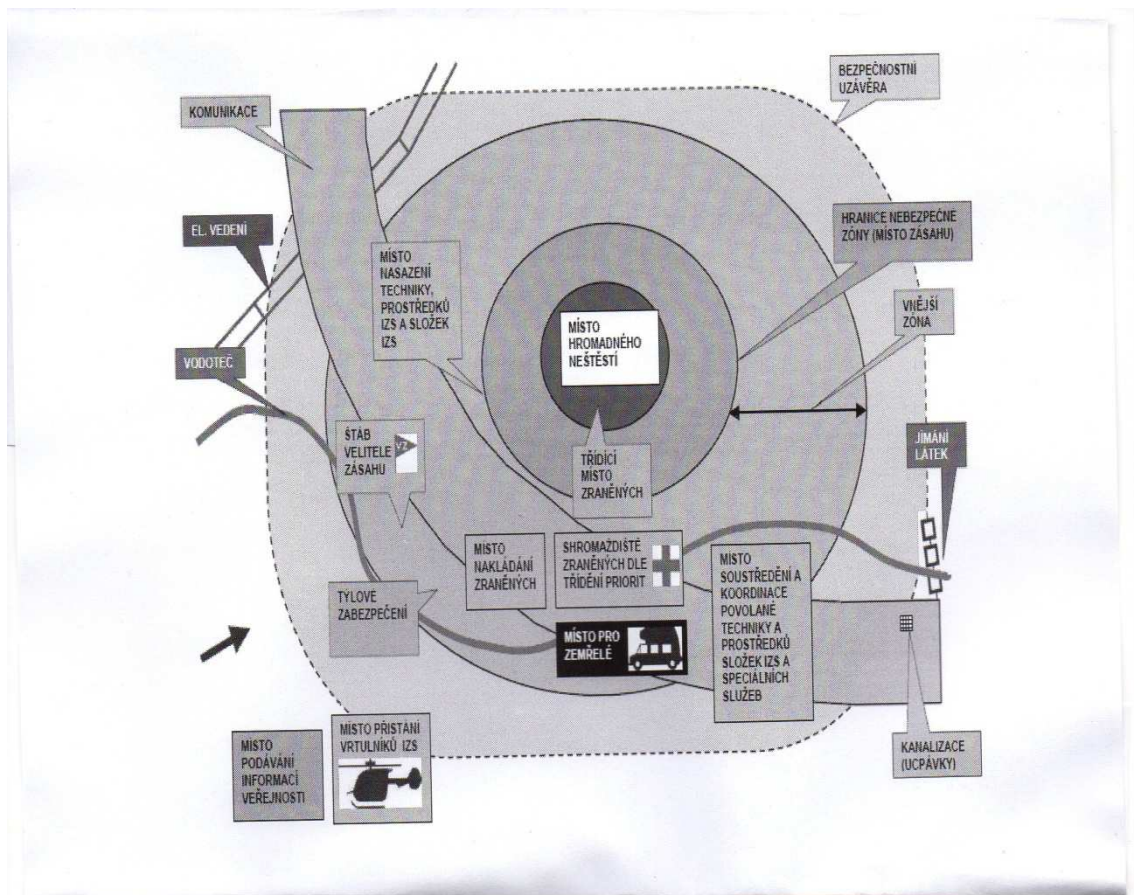 BEZPEČNOSTNÍ
UZÁVĚRA
KOMUNIKACE
HRANICE NEBEZPEČNÉ
ZÓNY (MÍSTO ZÁSAHU)
EL. VEDENÍ
MÍSTO
NASAZENÍ
TECHNIKY,
PROSTŘEDKŮ
IZS A SLOŽEK
IZS
VNĚJŠÍ
ZÓNA
MÍSTO
HROMADNÉHO
NEŠTĚSTÍ
VODOTEČ
ŠTÁB
VELITELE
ZÁSAHU
VZ
TŘÍDÍCÍ
MÍSTO
ZRANĚNÝCH
JÍMÁNÍ
LÁTEK
MÍSTO
NAKLÁDÁNÍ
ZRANĚNÝCH
SHROMAŽDIŠTĚ
ZRANĚNÝCH DLE
TŘÍDĚNÍ PRIORIT
MÍSTO
SOUSTŘEDĚNÍ A
KOORDINACE
POVOLANÉ
TECHNIKY A
PROSTŘEDKŮ
SLOŽEK IZS A
SPECIÁLNÍCH
SLUŽEB
TÝLOVÉ
ZABEZPEČENÍ
MÍSTO PRO
ZEMŘELÉ
MÍSTO
PODÁVÁNÍ
INFORMACÍ
VEŘEJNOSTI
MÍSTO PŘISTÁNÍ
VRTULNÍKŮ IZS
KANALIZACE
(UCPÁVKY)